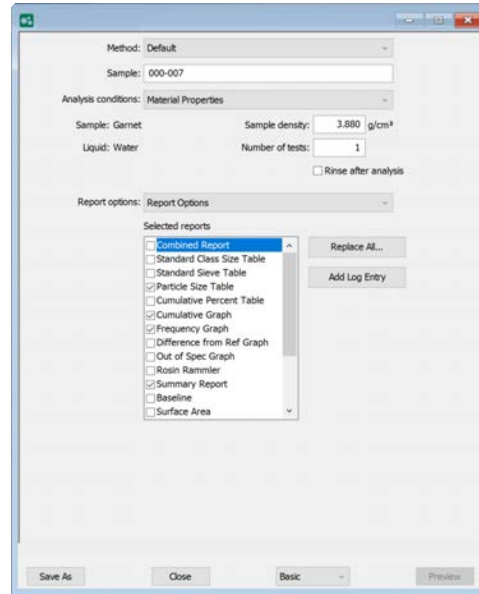 Method: Default
Sample: 000-007
Analysis conditions: Material Properties
Sample: Garnet Sample density: 3.880 g/cm³
Liquid: Water Number of tests: 1
Rinse after analysis
Report options: Report Options
Selected reports
Combined Report
Replace All...
Standard Class Size Table
Standard Sieve Table
Add Log Entry
Particle Size Table
Cumulative Percent Table
Cumulative Graph
Frequency Graph
Difference from Ref Graph
Out of Spec Graph
Rosin Rammler
Summary Report
Baseline
Surface Area
Save As Close Basic Preview